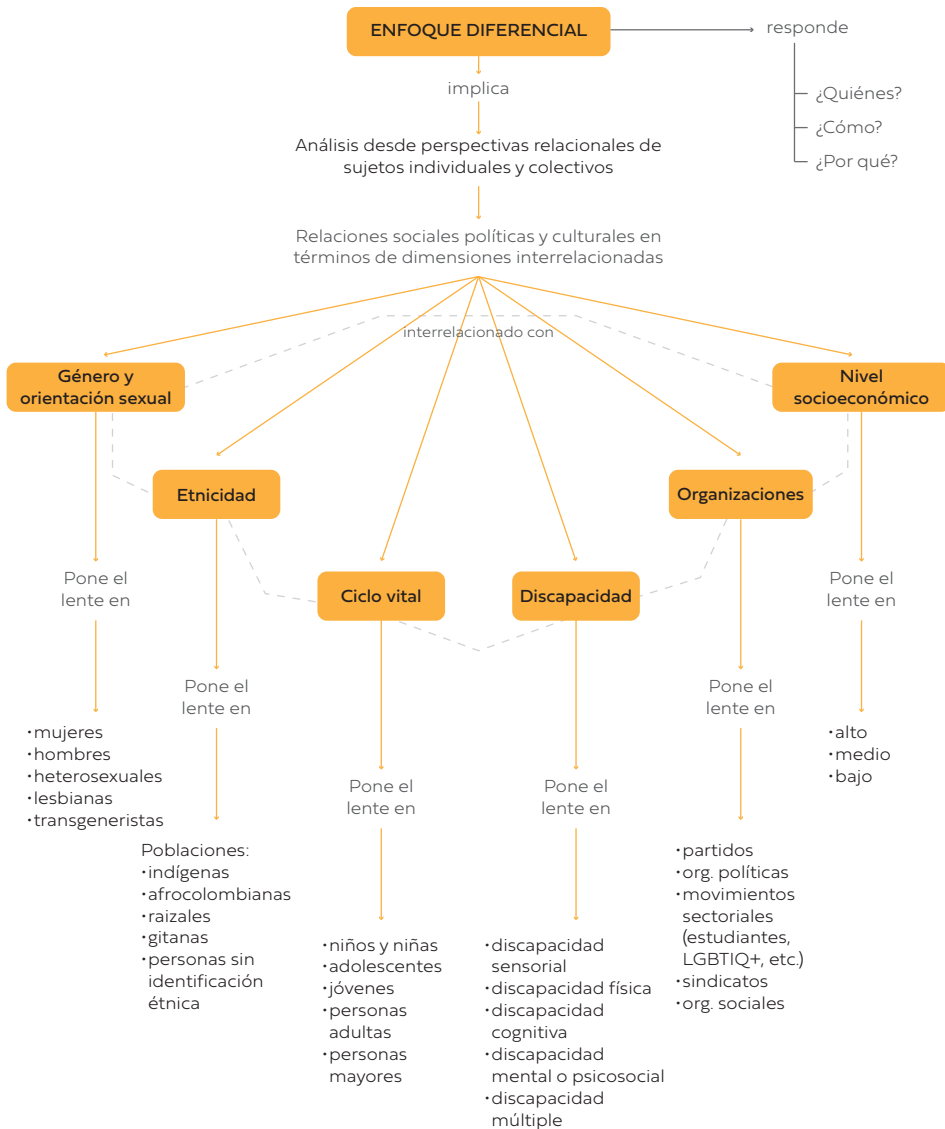 ENFOQUE DIFERENCIAL
responde
¿Quiénes?
¿Cómo?
¿Por qué?
implica
Análisis desde perspectivas relacionales de
sujetos individuales y colectivos
Relaciones sociales políticas y culturales en
términos de dimensiones interrelacionadas
interrelacionado con
Género y
orientación sexual
Pone el
lente en
·mujeres
·hombres
·heterosexuales
·lesbianas
·transgeneristas
Etnicidad
Pone el
lente en
Poblaciones:
·indígenas
·afrocolombianas
·raizales
·gitanas
·personas sin
identificación
étnica
Ciclo vital
Pone el
lente en
·niños y niñas
·adolescentes
·jóvenes
·personas
adultas
·personas
mayores
Discapacidad
Pone el
lente en
·discapacidad
sensorial
·discapacidad física
·discapacidad
cognitiva
·discapacidad
mental o psicosocial
·discapacidad
múltiple
Organizaciones
Pone el
lente en
·partidos
·org. políticas
·movimientos
sectoriales
(estudiantes,
LGBTIQ+, etc.)
·sindicatos
·org. sociales
Nivel
socioeconómico
Pone el
lente en
·alto
·medio
·bajo